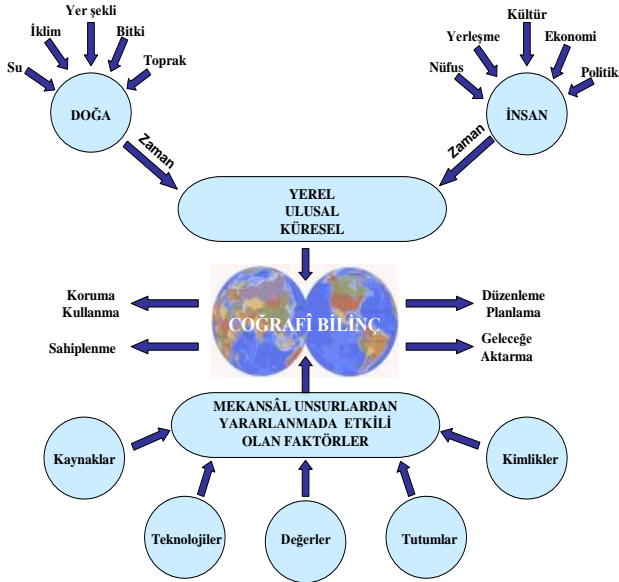 Su
İklim
Yer şekli
Bitki
Toprak
DOĞA
Nüfus
Yerleşme
Kültür
Ekonomi
Politik
İNSAN
Zaman
Zaman
YEREL
ULUSAL
KÜRESEL
Koruma
Kullanma
Sahiplenme
COĞRAFÎ BİLİNÇ
Düzenleme
Planlama
Geleceğe
Aktarma
MEKANSÂL UNSURLARDAN
YARARLANMADA ETKİLİ
OLAN FAKTÖRLER
Kaynaklar
Teknolojiler
Değerler
Tutumlar
Kimlikler